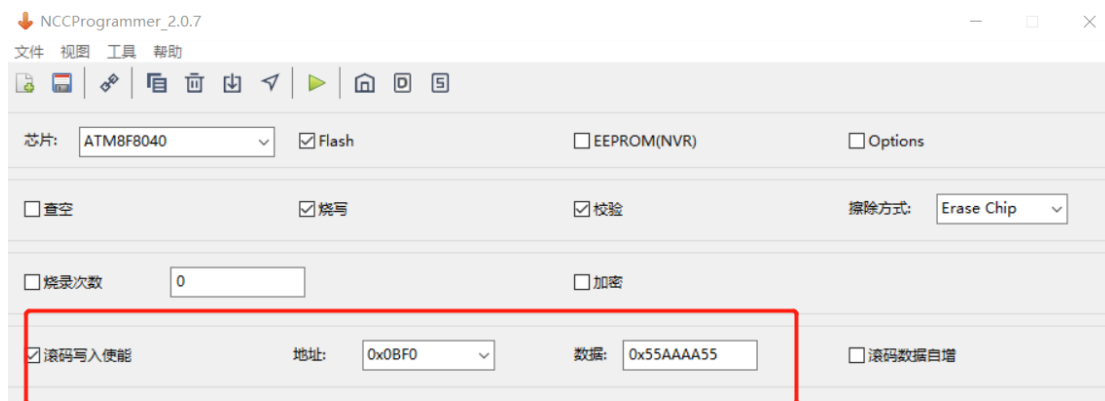 NCCProgrammer_2.0.7
文件 视图 工具 帮助
D S
芯片: ATM8F8040 Flash EEPROM(NVR) Options
查空 烧写 校验 擦除方式: Erase Chip
烧录次数 0 加密
滚码写入使能 地址: 0x0BF0 数据: 0x55AAAA55 滚码数据自增